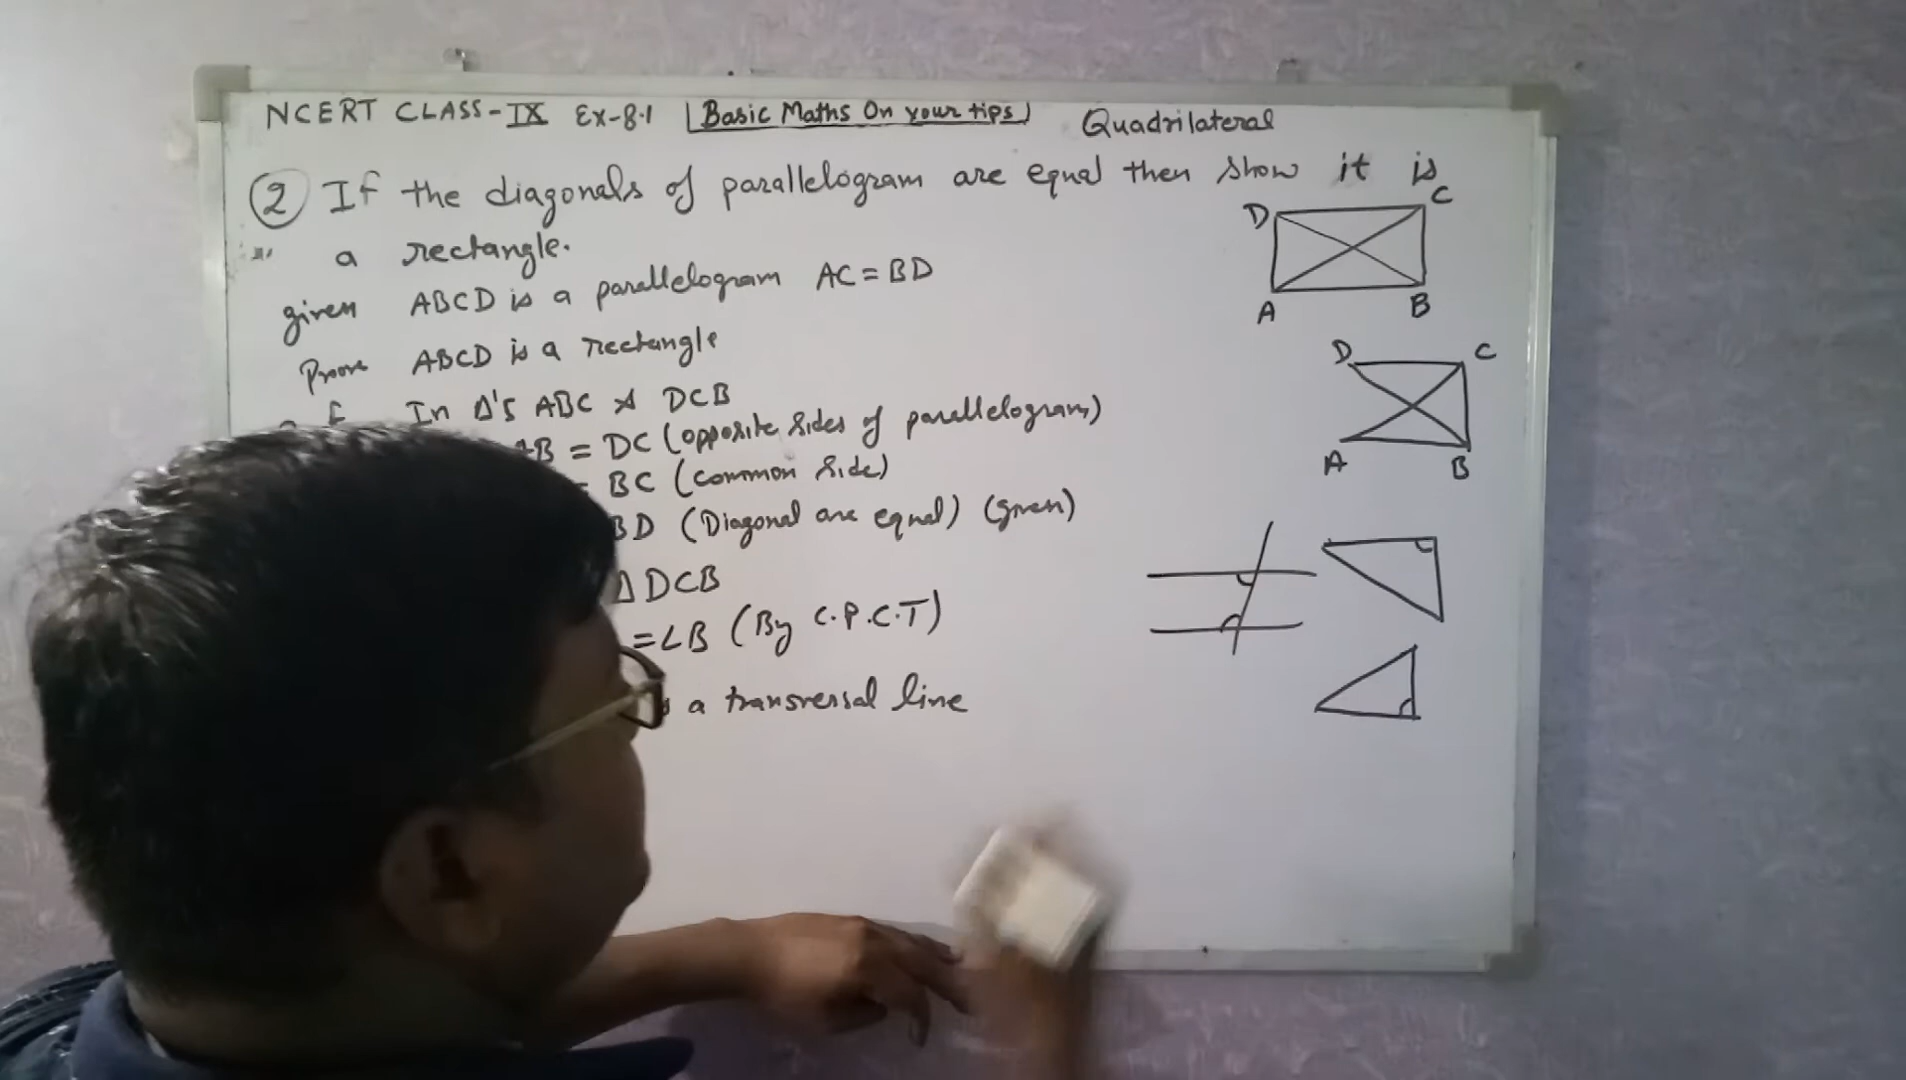 NCERT CLASS-IX Ex-8.1 Basic Maths On your tips Quadrilateral
2 If the diagonals of parallelogram are equal then show it is
a rectangle.
given ABCD is a parallelogram AC = BD
Prove ABCD is a rectangle
In Δ's ABC & DCB
AB = DC (opposite sides of parallelogram)
= BC (common side)
BD (Diagonal are equal) (given)
Δ DCB
= ∠B (By C.P.C.T)
a transversal line
D C
A B
D C
A B